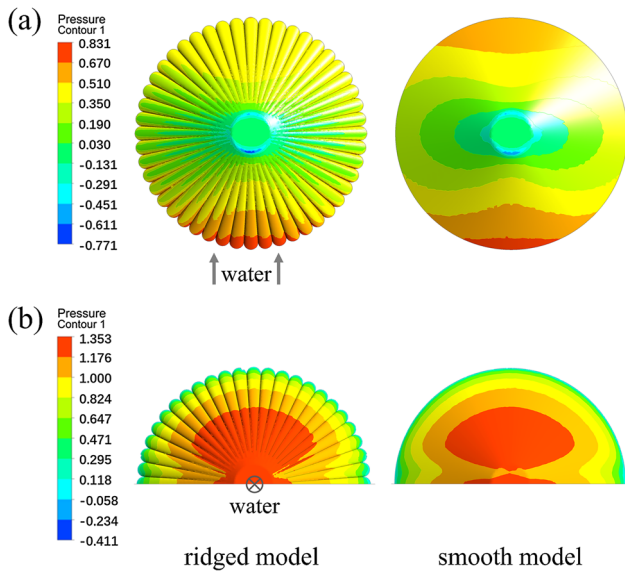 (a)
Pressure
Contour 1
0.831
0.670
0.510
0.350
0.190
0.030
-0.131
-0.291
-0.451
-0.611
-0.771
water
(b)
Pressure
Contour 1
1.353
1.176
1.000
0.824
0.647
0.471
0.295
0.118
-0.058
-0.234
-0.411
water
ridged model
smooth model